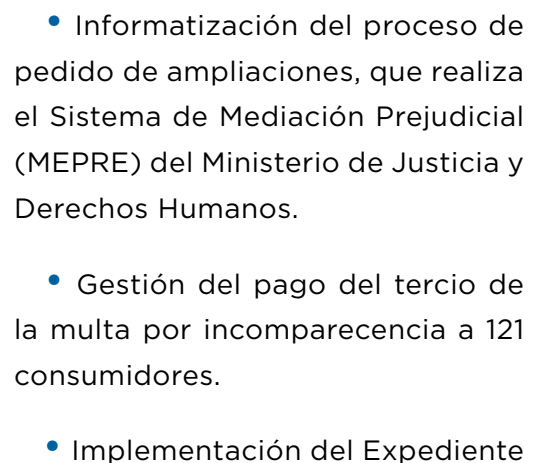 • Informatización del proceso de
pedido de ampliaciones, que realiza
el Sistema de Mediación Prejudicial
(MEPRE) del Ministerio de Justicia y
Derechos Humanos.
• Gestión del pago del tercio de
la multa por incomparecencia a 121
consumidores.
• Implementación del Expediente